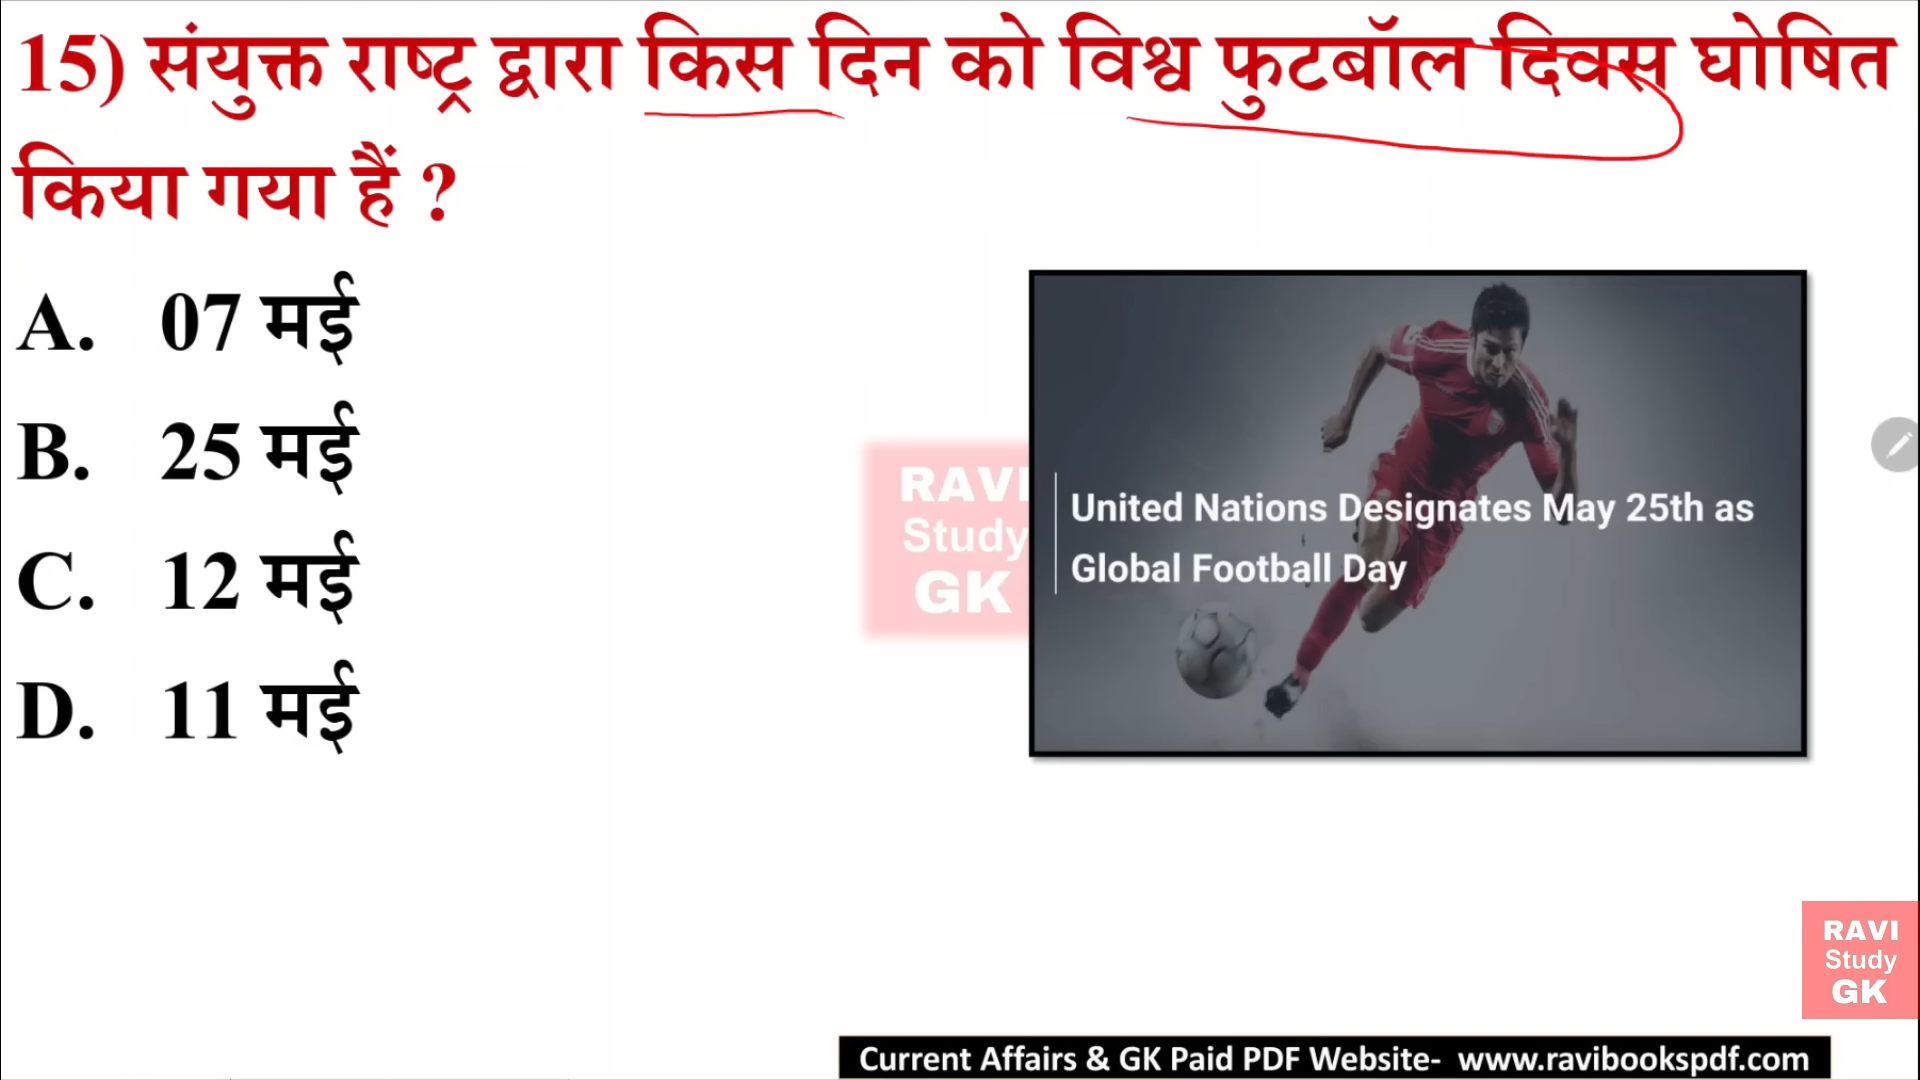 15) संयुक्त राष्ट्र द्वारा किस दिन को विश्व फुटबॉल दिवस घोषित
किया गया हैं ?
A. 07 मई
B. 25 मई
C. 12 मई
D. 11 मई
RAVI
Study
GK
United Nations Designates May 25th as
Global Football Day
RAVI
Study
GK
Current Affairs & GK Paid PDF Website- www.ravibookspdf.com